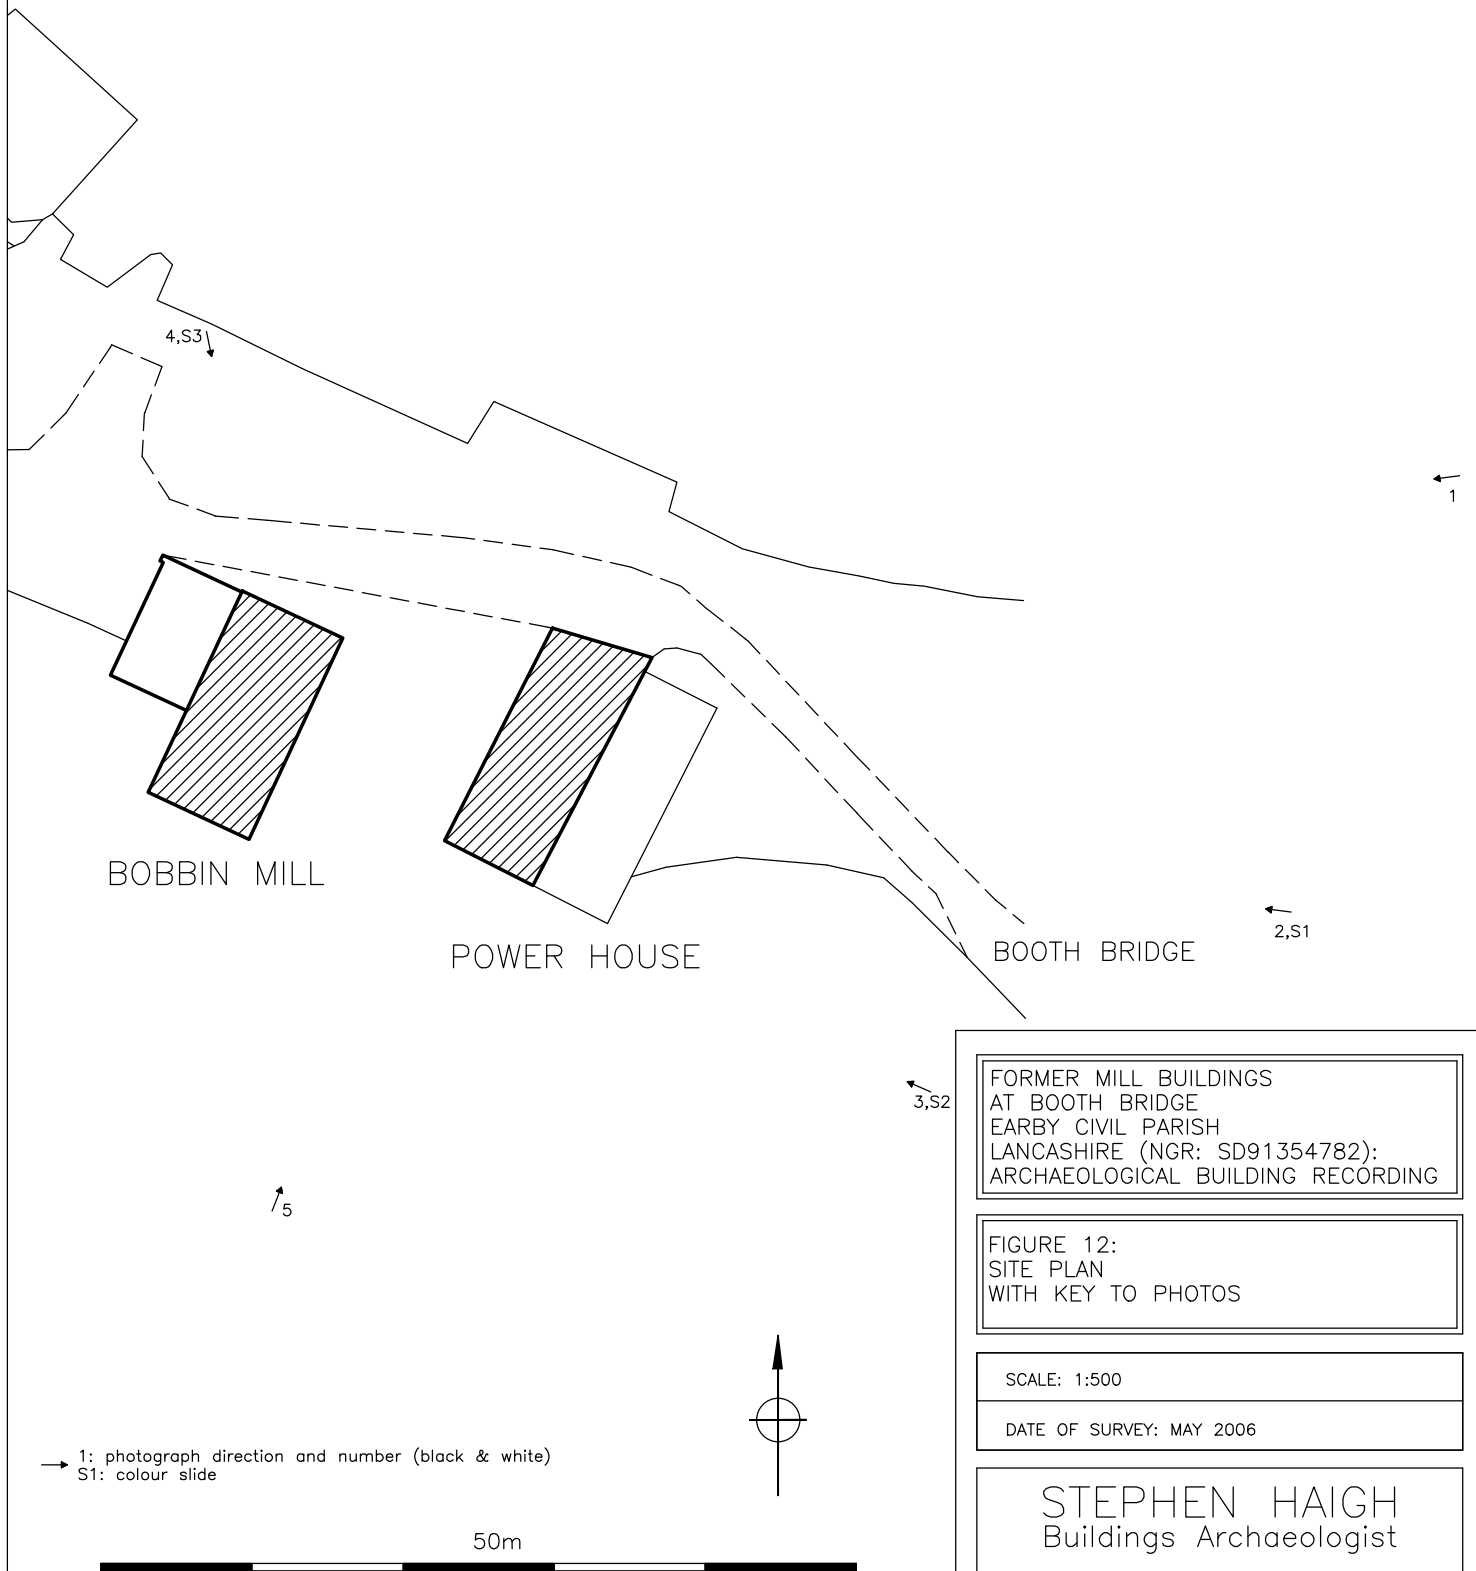 4,S3
1
BOBBIN MILL
POWER HOUSE
BOOTH BRIDGE
2,S1
3,S2
5
FORMER MILL BUILDINGS
AT BOOTH BRIDGE
EARBY CIVIL PARISH
LANCASHIRE (NGR: SD91354782):
ARCHAEOLOGICAL BUILDING RECORDING
FIGURE 12:
SITE PLAN
WITH KEY TO PHOTOS
SCALE: 1:500
DATE OF SURVEY: MAY 2006
STEPHEN HAIGH
Buildings Archaeologist
1: photograph direction and number (black & white)
S1: colour slide
50m